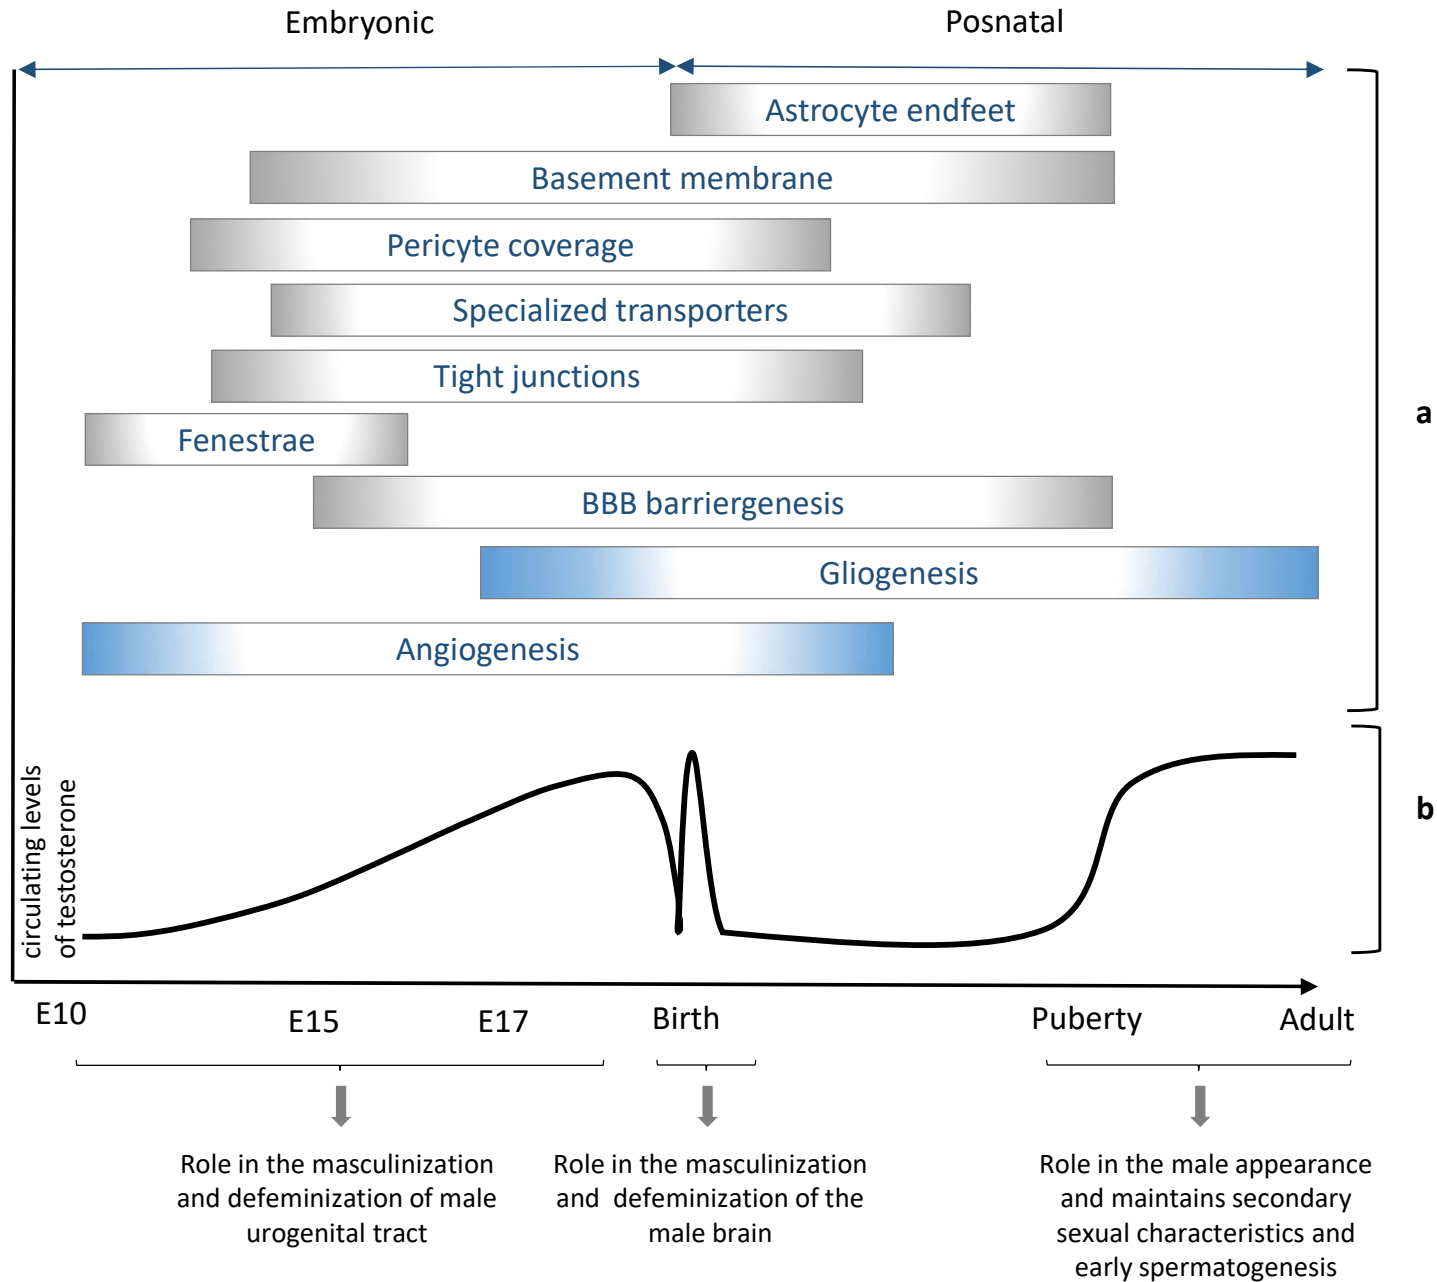 Embryonic
Posnatal
Astrocyte endfeet
Basement membrane
Pericyte coverage
Specialized transporters
Tight junctions
a
Fenestrae
BBB barriergenesis
Gliogenesis
Angiogenesis
circulating levels
of testosterone
b
E10
E15
E17
Birth
Puberty
Adult
Role in the masculinization
and defeminization of male
urogenital tract
Role in the masculinization
and defeminization of the
male brain
Role in the male appearance
and maintains secondary
sexual characteristics and
early spermatogenesis